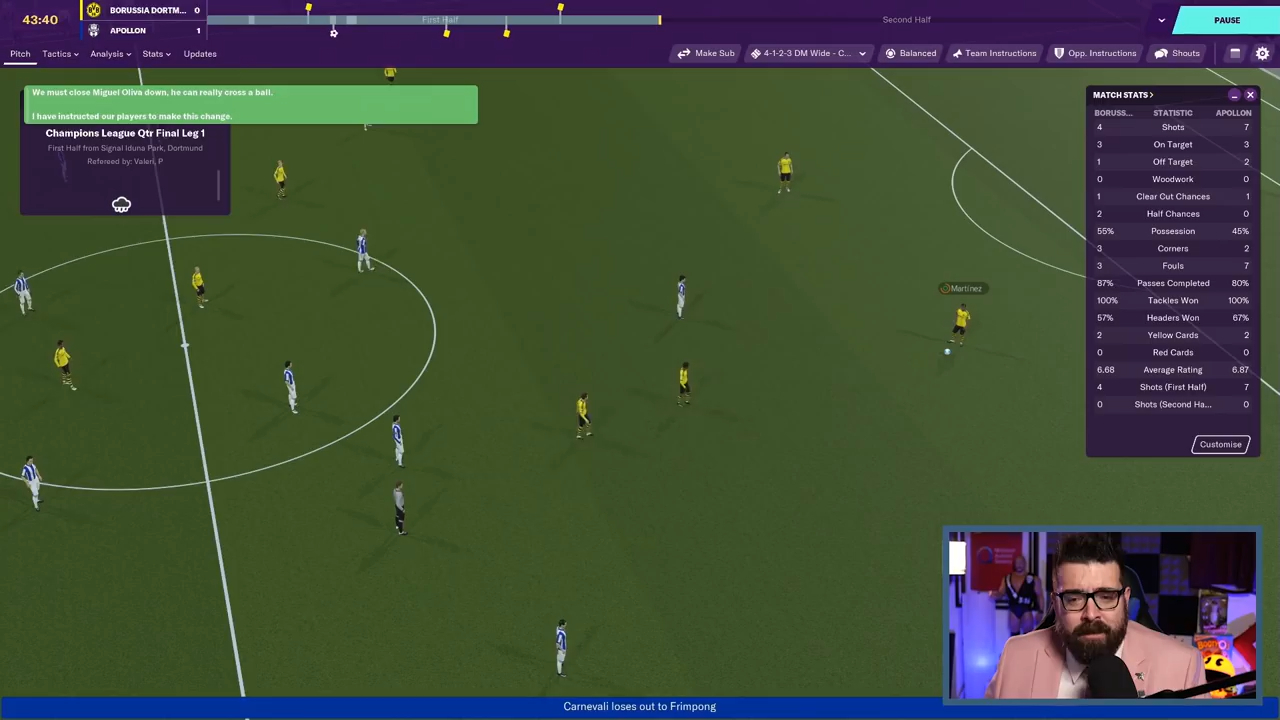 43:40
BORUSSIA DORTM... 0
APOLLON 1
First Half
Second Half
PAUSE
Pitch
Tactics
Analysis
Stats
Updates
Make Sub
4-1-2-3 DM Wide - C...
Balanced
Team Instructions
Opp. Instructions
Shouts
We must close Miguel Oliva down, he can really cross a ball.
I have instructed our players to make this change.
Champions League Qtr Final Leg 1
First Half from Signal Iduna Park, Dortmund
Refereed by: Valeri, P
MATCH STATS
BORUSS... STATISTIC APOLLON
4 Shots 7
3 On Target 3
1 Off Target 2
0 Woodwork 0
1 Clear Cut Chances 1
2 Half Chances 0
55% Possession 45%
3 Corners 2
3 Fouls 7
87% Passes Completed 80%
100% Tackles Won 100%
57% Headers Won 67%
2 Yellow Cards 2
0 Red Cards 0
6.68 Average Rating 6.87
4 Shots (First Half) 7
0 Shots (Second Ha... 0
Customise
Martínez
Carnevali loses out to Frimpong